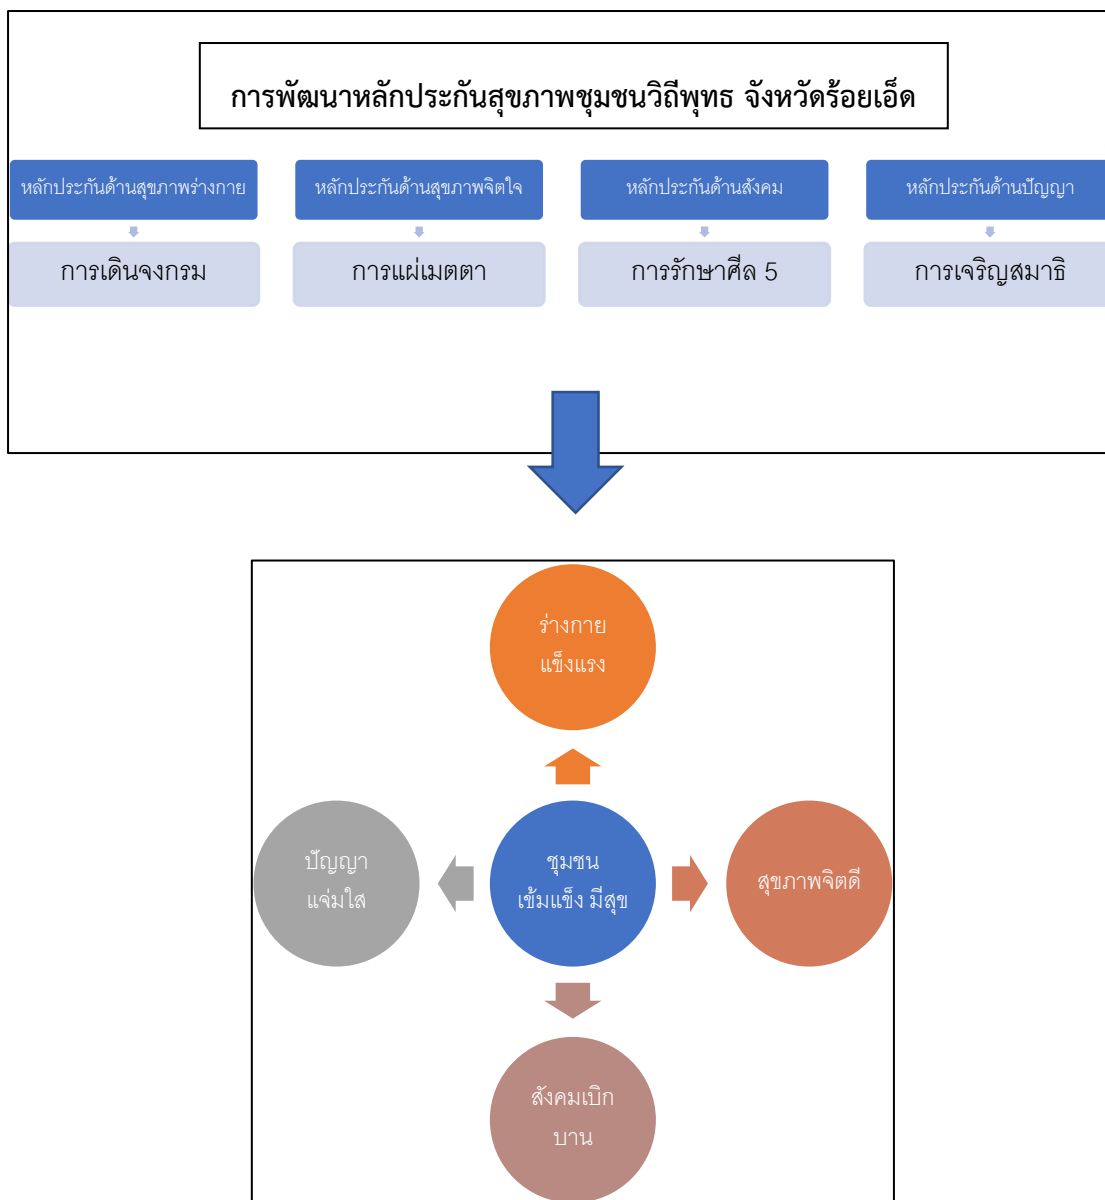 การพัฒนาหลักประกันสุขภาพชุมชนวิถีพุทธ จังหวัดร้อยเอ็ด
หลักประกันด้านสุขภาพร่างกาย
หลักประกันด้านสุขภาพจิตใจ
หลักประกันด้านสังคม
หลักประกันด้านปัญญา
การเดินจงกรม
การแผ่เมตตา
การรักษาศีล 5
การเจริญสมาธิ
ร่างกาย
แข็งแรง
ปัญญา
แจ่มใส
ชุมชน
เข้มแข็ง มีสุข
สุขภาพจิตดี
สังคมเบิก
บาน